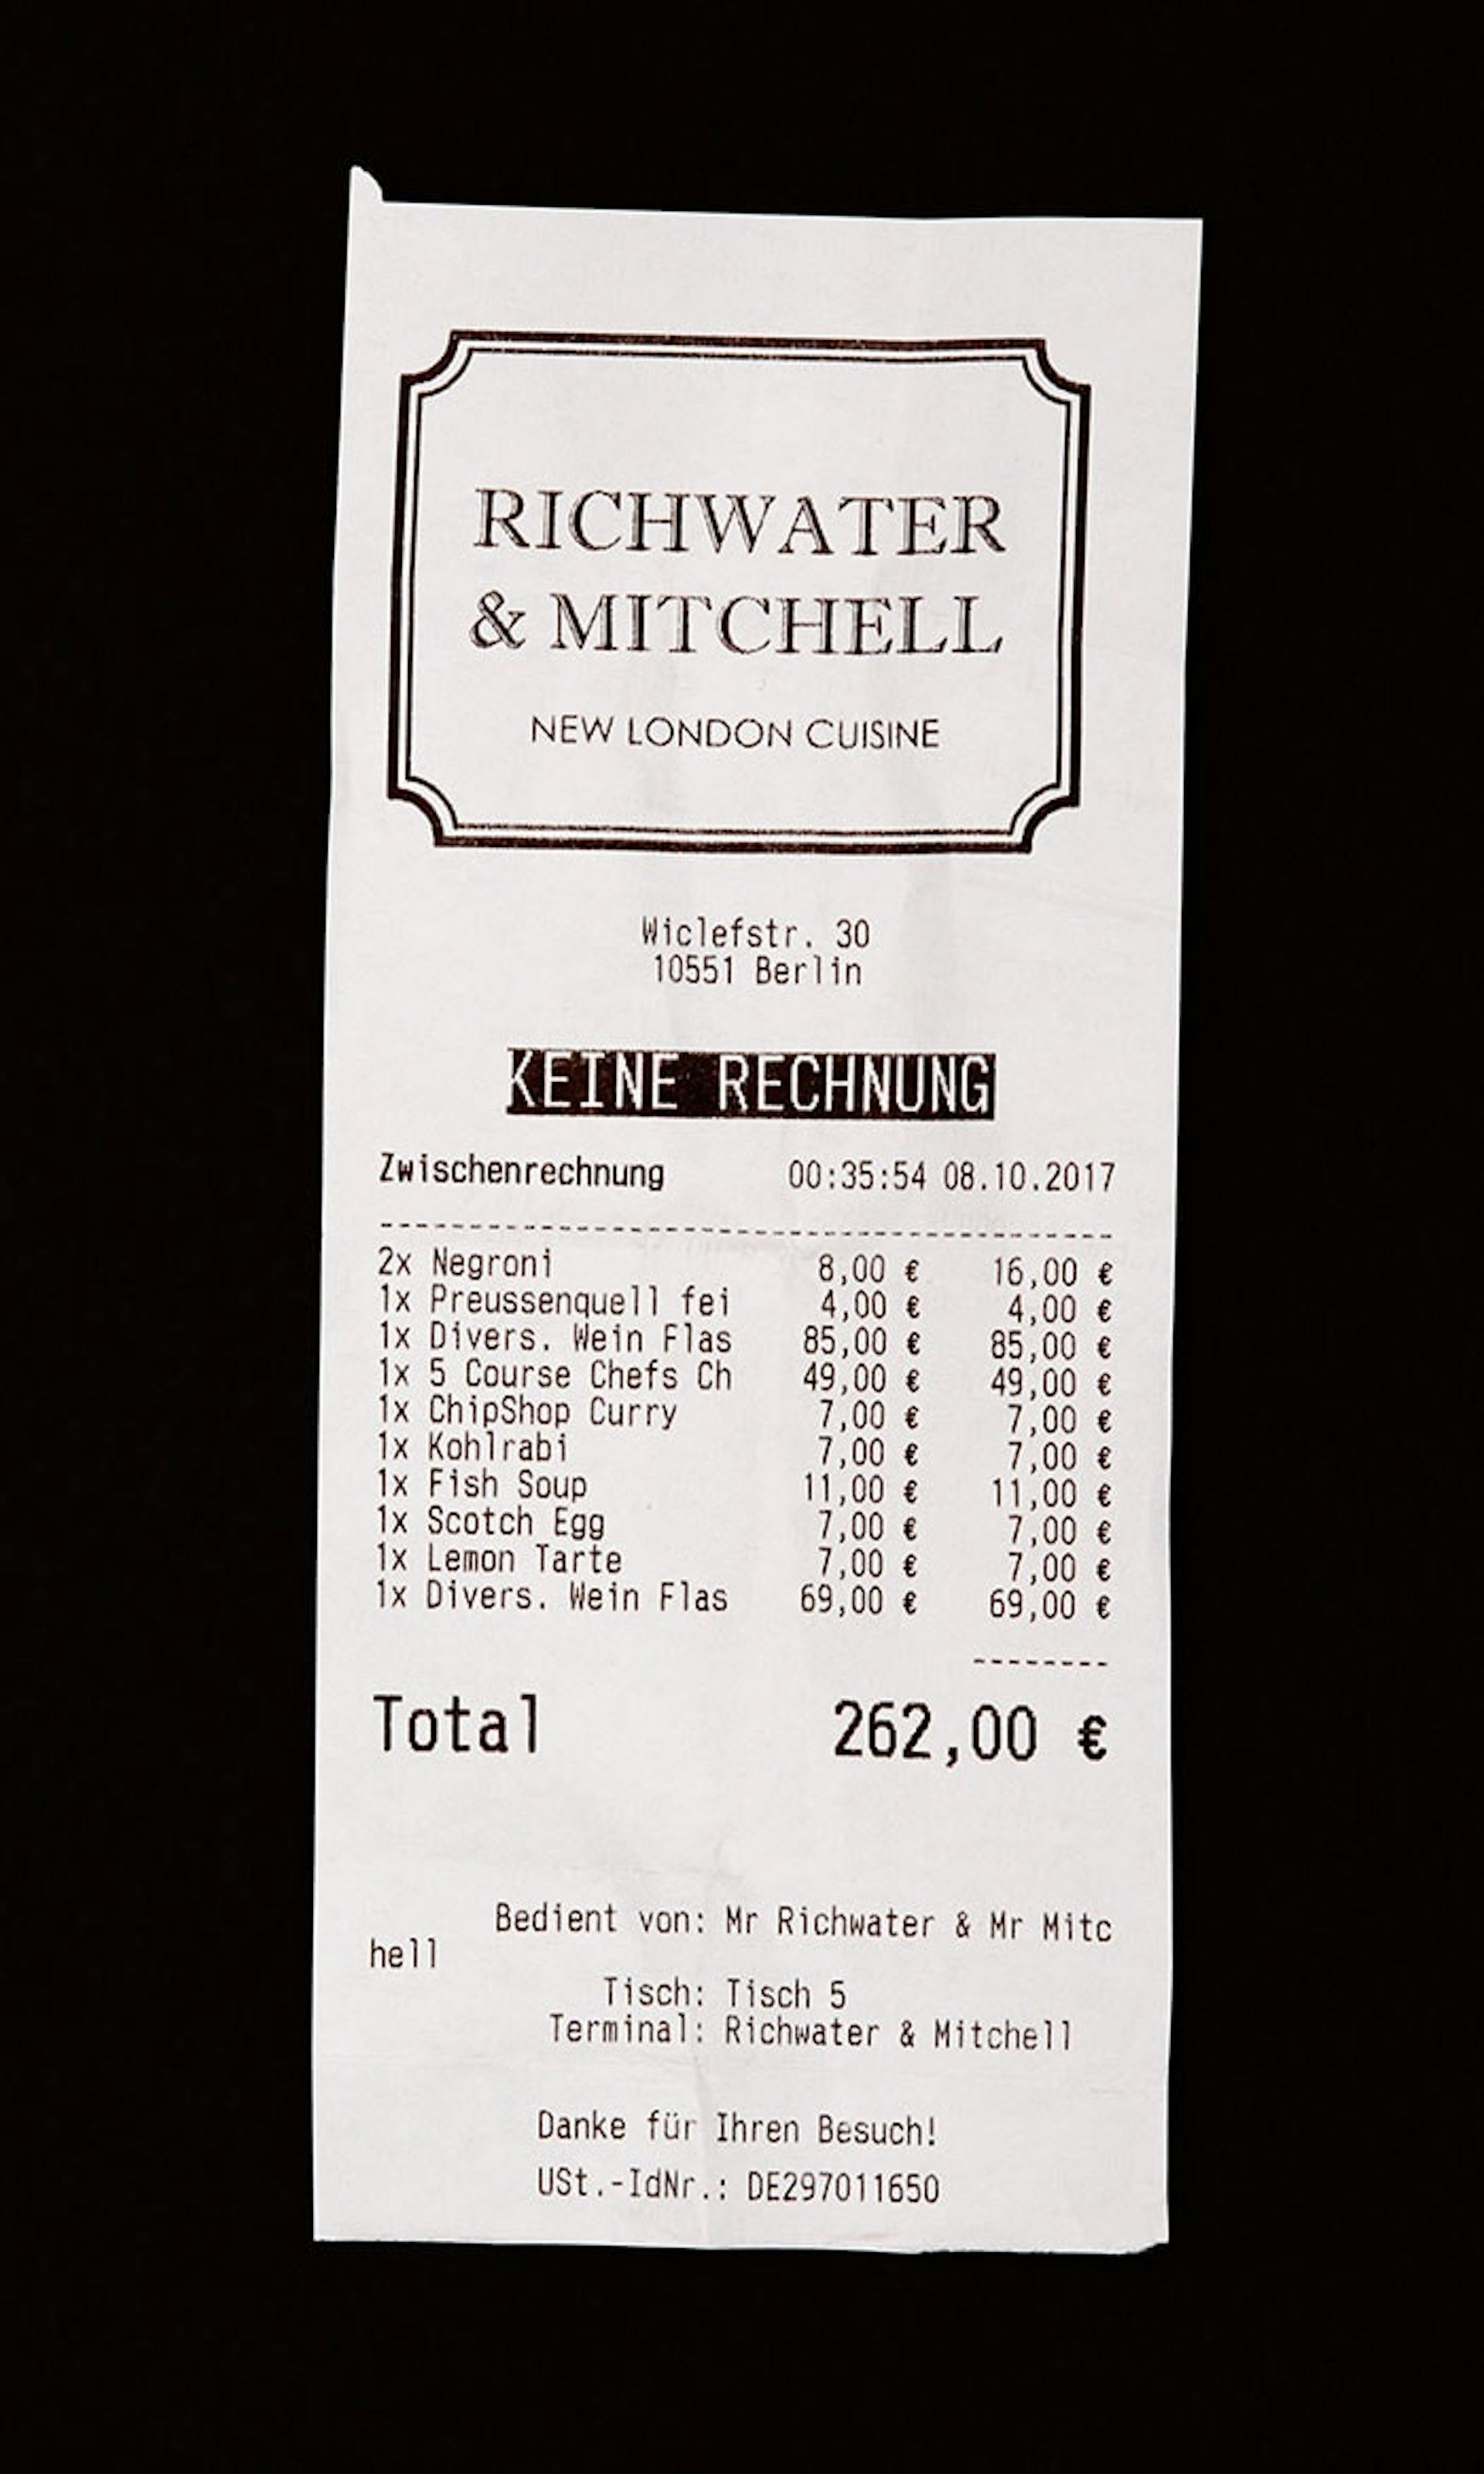 RICHWATER
& MITCHELL
NEW LONDON CUISINE
Wiclefstr. 30
10551 Berlin
KEINE RECHNUNG
Zwischenrechnung 00:35:54 08.10.2017
--------------------------------------------
2x Negroni 8,00 € 16,00 €
1x Preussenquell fei 4,00 € 4,00 €
1x Divers. Wein Flas 85,00 € 85,00 €
1x 5 Course Chefs Ch 49,00 € 49,00 €
1x ChipShop Curry 7,00 € 7,00 €
1x Kohlrabi 7,00 € 7,00 €
1x Fish Soup 11,00 € 11,00 €
1x Scotch Egg 7,00 € 7,00 €
1x Lemon Tarte 7,00 € 7,00 €
1x Divers. Wein Flas 69,00 € 69,00 €
--------
Total 262,00 €
Bedient von: Mr Richwater & Mr Mitc
hell
Tisch: Tisch 5
Terminal: Richwater & Mitchell
Danke für Ihren Besuch!
USt.-IdNr.: DE297011650